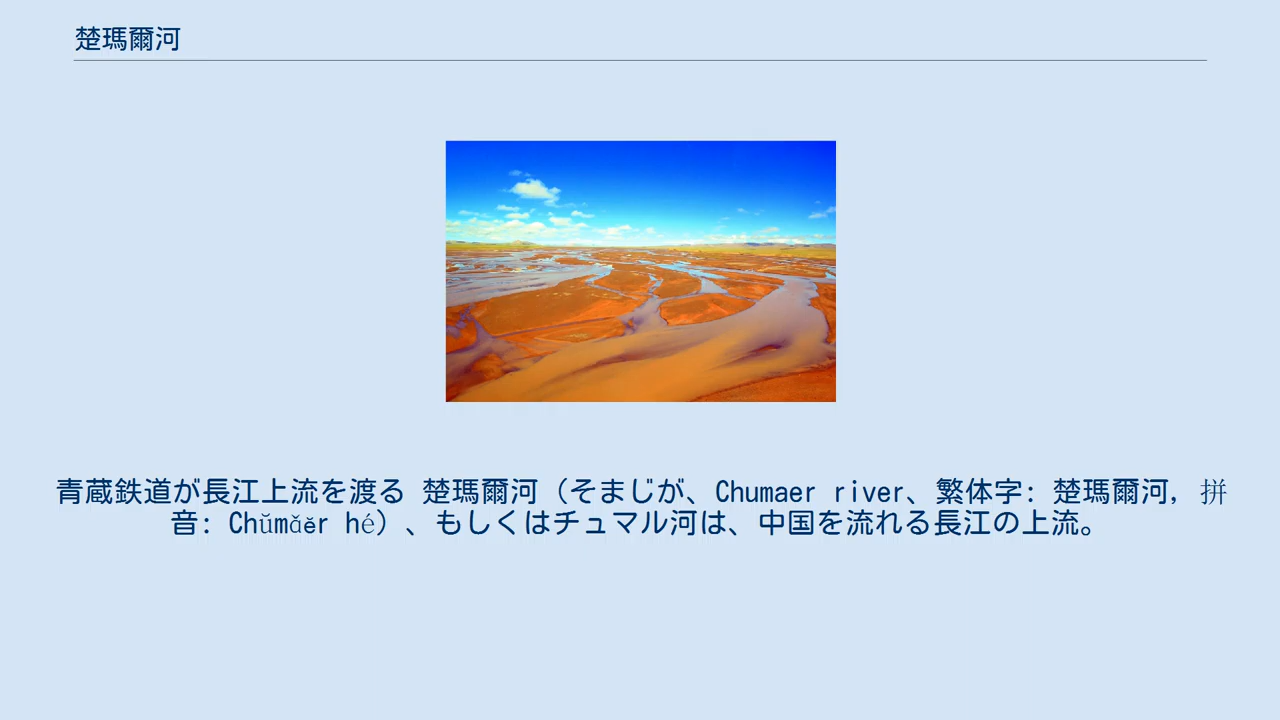 楚瑪爾河
青蔵鉄道が長江上流を渡る 楚瑪爾河（そまじが、Chumaer river、繁体字: 楚瑪爾河, 拼
音: Chŭmǎĕr hé）、もしくはチュマル河は、中国を流れる長江の上流。